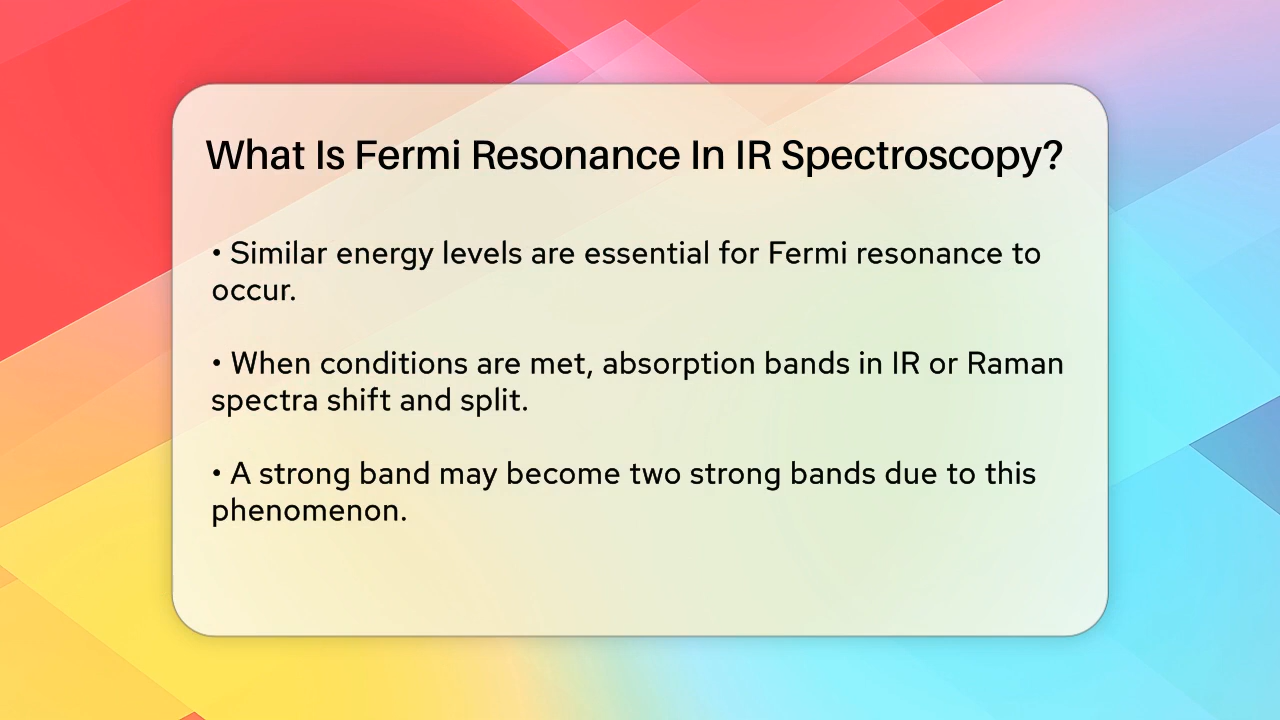 What Is Fermi Resonance In IR Spectroscopy?
• Similar energy levels are essential for Fermi resonance to
occur.
• When conditions are met, absorption bands in IR or Raman
spectra shift and split.
• A strong band may become two strong bands due to this
phenomenon.